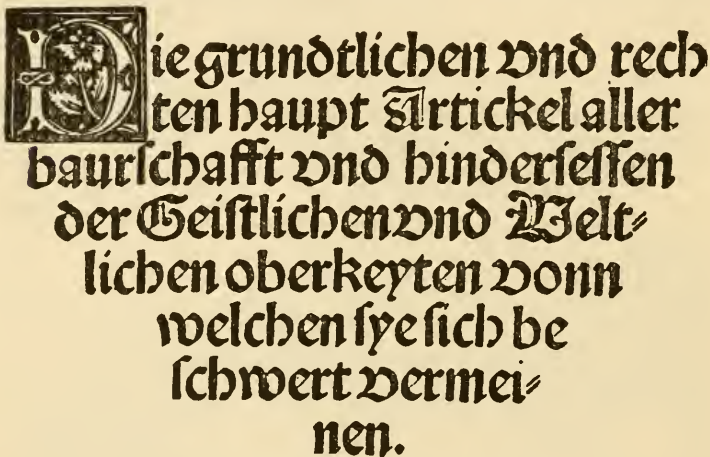 Die grundtlichen vnd rech
ten haupt Artickel aller
baurſchafft vnd hinderſeſſen
der Geiſtlichen vnd Welt⸗
lichen oberkeyten vonn
welchen ſye ſich be
ſchwert vermei⸗
nen.